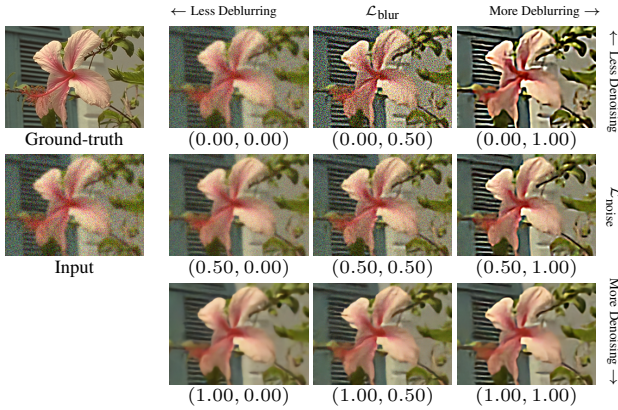 ← Less Deblurring
L_blur
More Deblurring →
Ground-truth
(0.00, 0.00)
(0.00, 0.50)
(0.00, 1.00)
← Less Denoising
Input
(0.50, 0.00)
(0.50, 0.50)
(0.50, 1.00)
L_noise
(1.00, 0.00)
(1.00, 0.50)
(1.00, 1.00)
More Denoising →